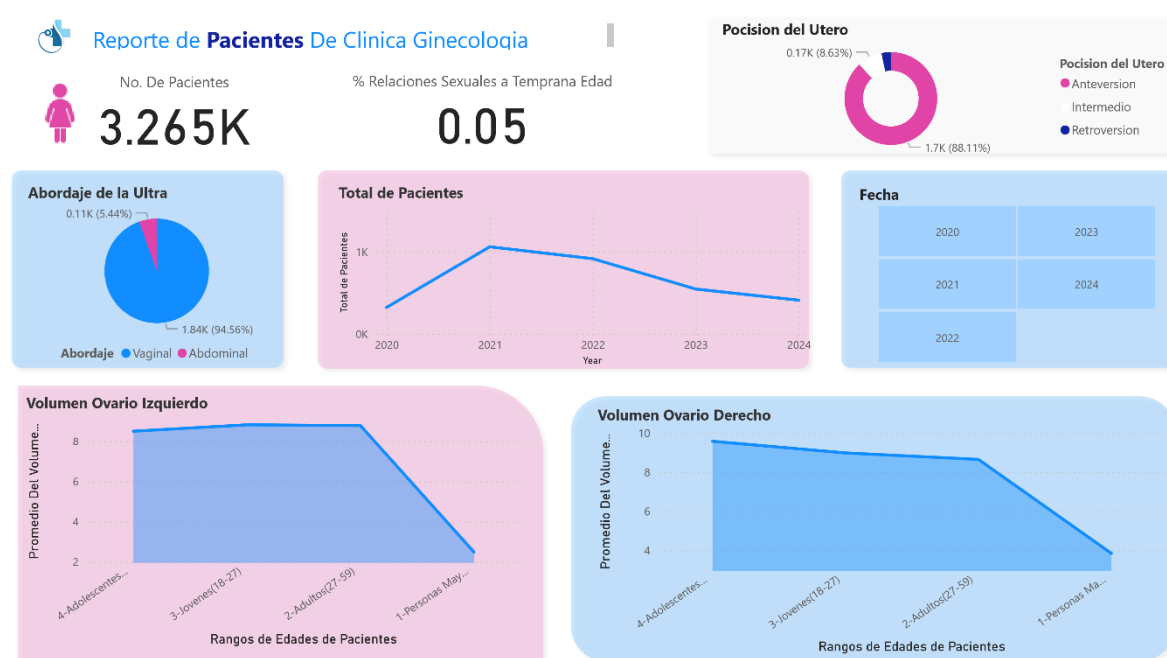 Reporte de Pacientes De Clinica Ginecologia
No. De Pacientes
3.265K
% Relaciones Sexuales a Temprana Edad
0.05
Pocision del Utero
0.17K (8.63%)
1.7K (88.11%)
Pocision del Utero
Anteversion
Intermedio
Retroversion
Abordaje de la Ultra
0.11K (5.44%)
1.84K (94.56%)
Abordaje Vaginal Abdominal
Total de Pacientes
Total de Pacientes
1K
0K
2020 2021 2022 2023 2024
Year
Fecha
2020 2023
2021 2024
2022
Volumen Ovario Izquierdo
Promedio Del Volume...
8
6
4
2
4-Adolescentes... 3-Jovenes(18-27) 2-Adultos(27-59) 1-Personas May...
Rangos de Edades de Pacientes
Volumen Ovario Derecho
Promedio Del Volume...
10
8
6
4
4-Adolescentes... 3-Jovenes(18-27) 2-Adultos(27-59) 1-Personas Ma...
Rangos de Edades de Pacientes